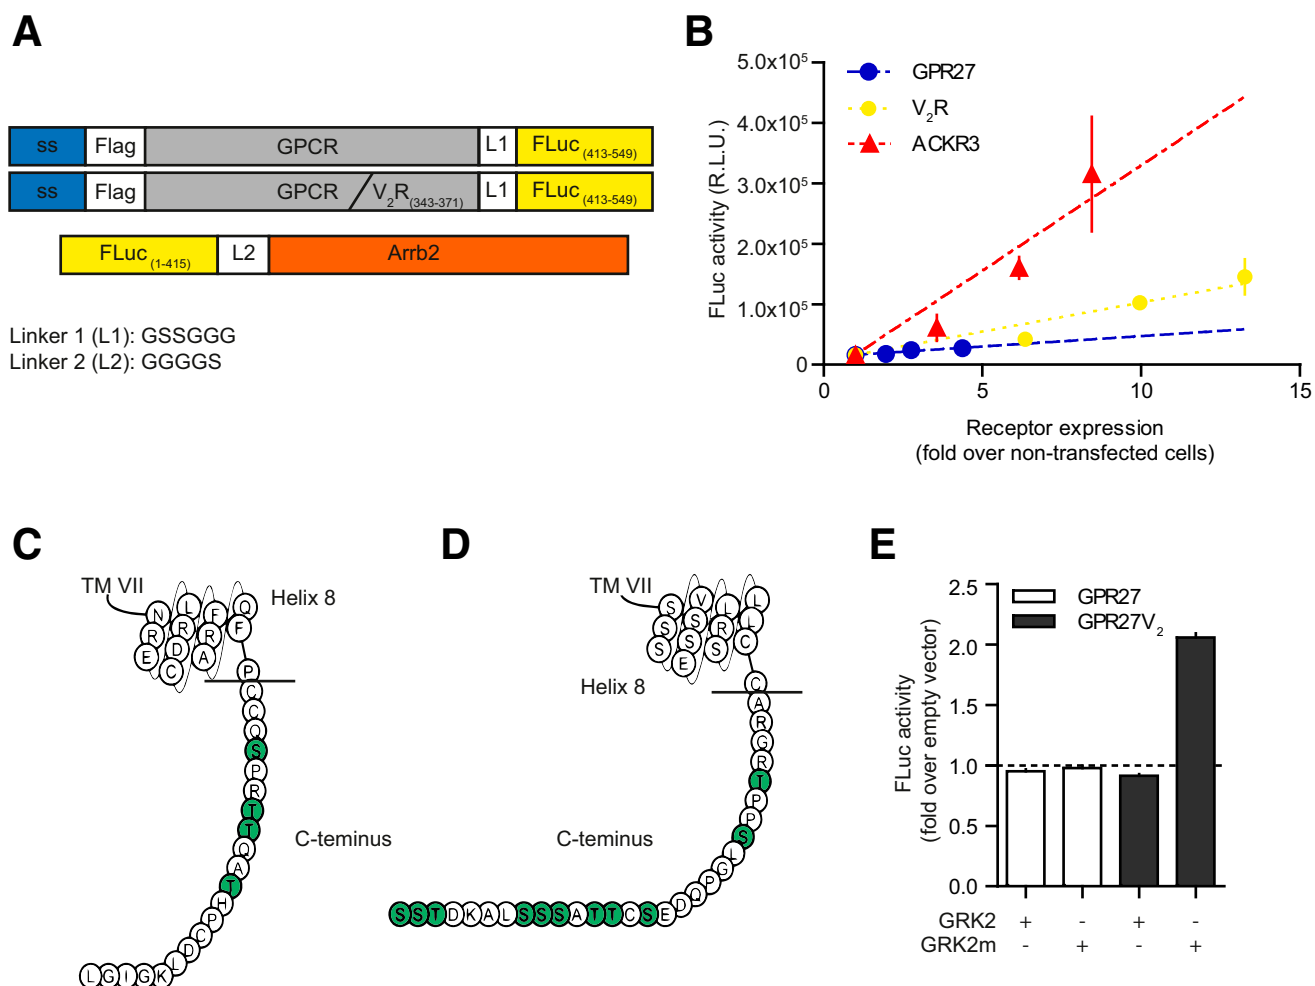 A
ss Flag GPCR L1 FLuc (413-549)
ss Flag GPCR V2R(343-371) L1 FLuc (413-549)
FLuc (1-415) L2 Arrb2
Linker 1 (L1): GSSGGG
Linker 2 (L2): GGGGS
B
GPR27
V2R
ACKR3
FLuc activity (R.L.U.)
5.0x10⁵
4.0x10⁵
3.0x10⁵
2.0x10⁵
1.0x10⁵
0
0 5 10 15
Receptor expression
(fold over non-transfected cells)
C
TM VII
Helix 8
N L F Q
R R R F
E D A
C
P
C
C
Q
S
P
R
T
T
Q
A
T
H
P
C
D
L
K
G
I
G
L
C-teminus
D
TM VII
Helix 8
S V L L
S S R L
S S S C
E
C
A
R
G
R
T
P
P
S
L
G
P
Q
D
E
S
C
T
T
A
S
S
S
L
A
K
D
T
S
S
C-teminus
E
GPR27
GPR27V2
FLuc activity
(fold over empty vector)
2.5
2.0
1.5
1.0
0.5
0.0
GRK2 + - + -
GRK2m - + - +